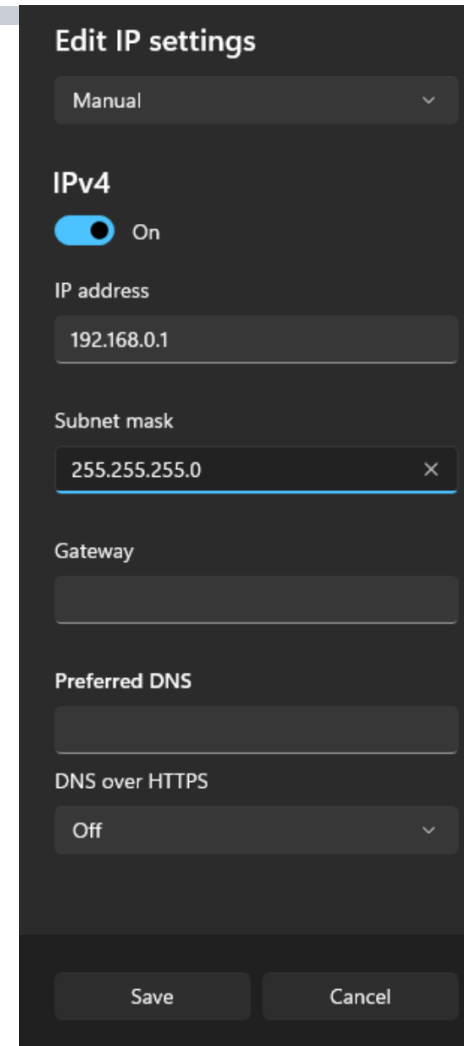 Edit IP settings
Manual
IPv4
On
IP address
192.168.0.1
Subnet mask
255.255.255.0
Gateway
Preferred DNS
DNS over HTTPS
Off
Save Cancel